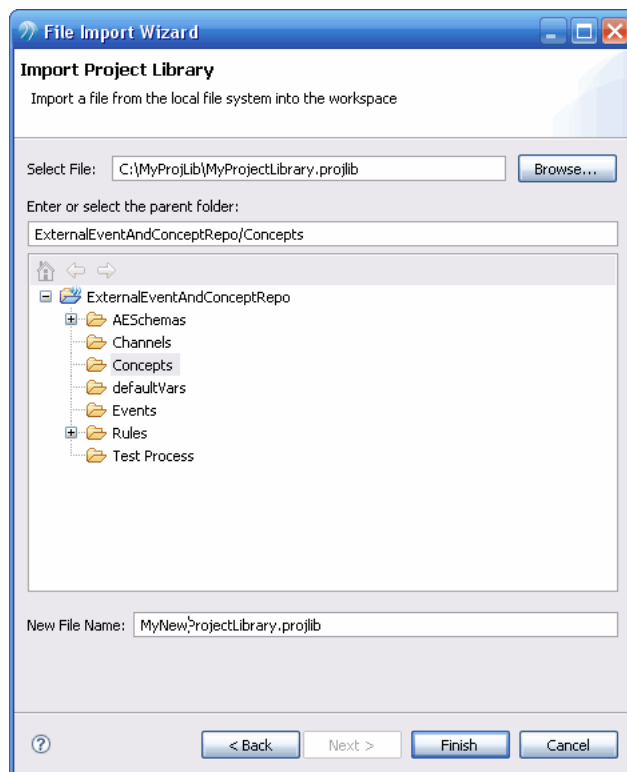 File Import Wizard
Import Project Library
Import a file from the local file system into the workspace
Select File: C:\MyProjLib\MyProjectLibrary.projlib Browse...
Enter or select the parent folder:
ExternalEventAndConceptRepo/Concepts
ExternalEventAndConceptRepo
AESchemas
Channels
Concepts
defaultVars
Events
Rules
Test Process
New File Name: MyNewProjectLibrary.projlib
? < Back Next > Finish Cancel